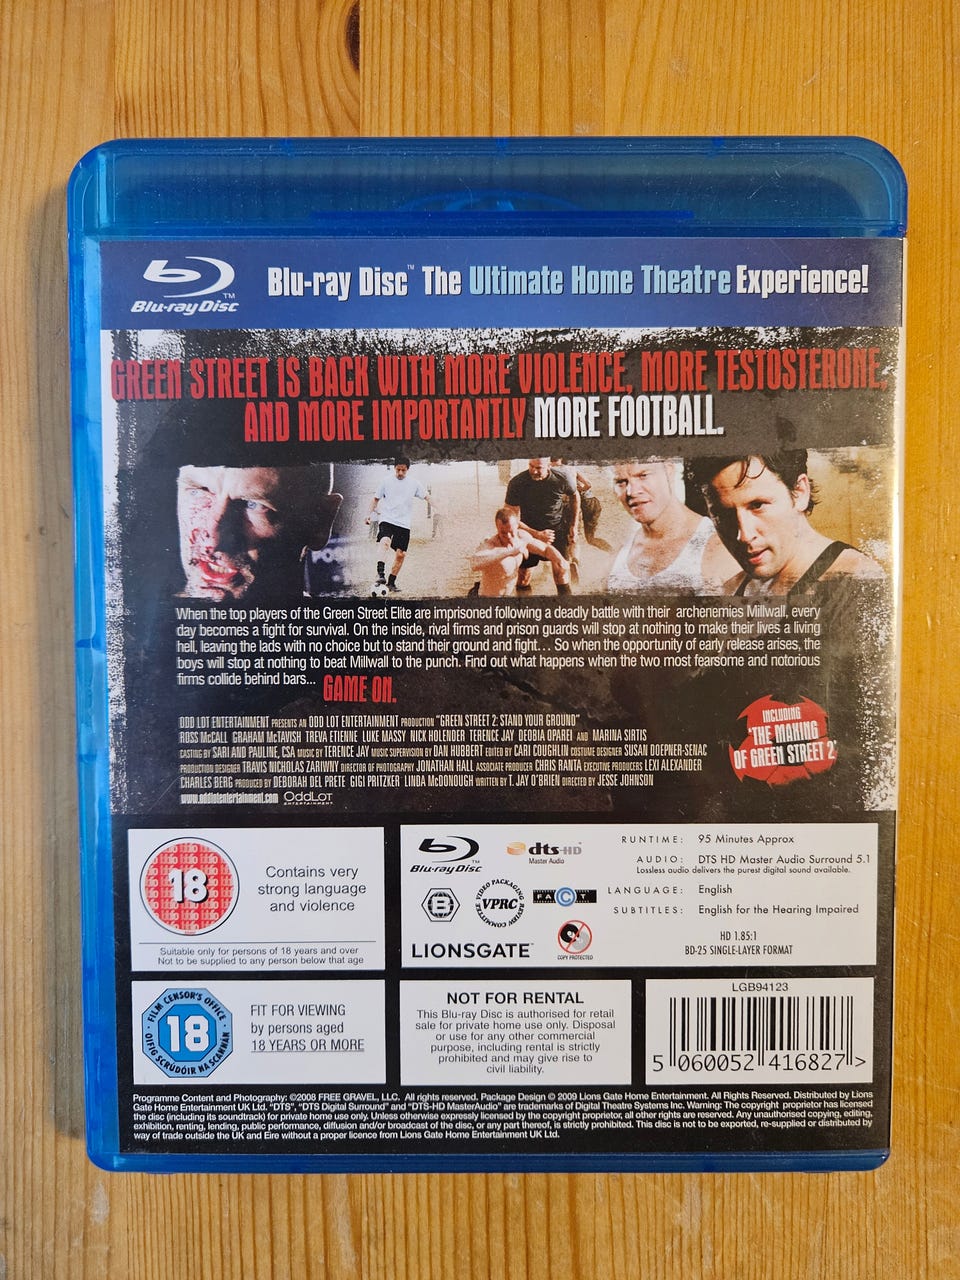 Blu-ray Disc TM
Blu-ray Disc™ The Ultimate Home Theatre Experience!
GREEN STREET IS BACK WITH MORE VIOLENCE, MORE TESTOSTERONE,
AND MORE IMPORTANTLY MORE FOOTBALL.
When the top players of the Green Street Elite are imprisoned following a deadly battle with their archenemies Millwall, every
day becomes a fight for survival. On the inside, rival firms and prison guards will stop at nothing to make their lives a living
hell, leaving the lads with no choice but to stand their ground and fight... So when the opportunity of early release arises, the
boys will stop at nothing to beat Millwall to the punch. Find out what happens when the two most fearsome and notorious
firms collide behind bars... GAME ON.
ODD LOT ENTERTAINMENT PRESENTS AN ODD LOT ENTERTAINMENT PRODUCTION "GREEN STREET 2: STAND YOUR GROUND"
ROSS McCALL GRAHAM McTAVISH TREVA ETIENNE LUKE MASSY NICK HOLENDER TERENCE JAY DEOBIA OPAREI AND MARINA SIRTIS
CASTING BY SARI AND PAULINE, CSA MUSIC BY TERENCE JAY MUSIC SUPERVISION BY DAN HUBBERT EDITED BY CARI COUGHLIN COSTUME DESIGNER SUSAN DOEPNER-SENAC
PRODUCTION DESIGNER TRAVIS NICHOLAS ZARIWNY DIRECTOR OF PHOTOGRAPHY JONATHAN HALL ASSOCIATE PRODUCER CHRIS RANTA EXECUTIVE PRODUCERS LEXI ALEXANDER
CHARLES BERG PRODUCED BY DEBORAH DEL PRETE GIGI PRITZKER LINDA McDONOUGH WRITTEN BY T. JAY O'BRIEN DIRECTED BY JESSE JOHNSON
www.oddlotentertainment.com OddLot ENTERTAINMENT
INCLUDING
'THE MAKING
OF GREEN STREET 2'
18
Contains very
strong language
and violence
Suitable only for persons of 18 years and over
Not to be supplied to any person below that age
Blu-ray Disc TM
dts-HD
Master Audio
B
VIDEO PACKAGING REVIEW COMMITTEE
VPRC
FACT
LIONSGATE™
COPY PROTECTED
RUNTIME: 95 Minutes Approx
AUDIO: DTS HD Master Audio Surround 5.1
Lossless audio delivers the purest digital sound available.
LANGUAGE: English
SUBTITLES: English for the Hearing Impaired
HD 1.85:1
BD-25 SINGLE-LAYER FORMAT
FILM CENSOR'S OFFICE
18
OIFIG SCRÚDÓIR NA SCANNÁN
FIT FOR VIEWING
by persons aged
18 YEARS OR MORE
NOT FOR RENTAL
This Blu-ray Disc is authorised for retail
sale for private home use only. Disposal
or use for any other commercial
purpose, including rental is strictly
prohibited and may give rise to
civil liability.
LGB94123
5 060052 416827 >
Programme Content and Photography: ©2008 FREE GRAVEL, LLC. All rights reserved. Package Design © 2009 Lions Gate Home Entertainment. All Rights Reserved. Distributed by Lions
Gate Home Entertainment UK Ltd. "DTS", "DTS Digital Surround" and "DTS-HD MasterAudio" are trademarks of Digital Theatre Systems Inc. Warning: The copyright proprietor has licensed
the disc (including its soundtrack) for private home use only. Unless otherwise expressly licensed by the copyright proprietor, all other rights are reserved. Any unauthorised copying, editing,
exhibition, renting, lending, public performance, diffusion and/or broadcast of the disc, or any part thereof, is strictly prohibited. This disc is not to be exported, re-supplied or distributed by
way of trade outside the UK and Eire without a proper licence from Lions Gate Home Entertainment UK Ltd.